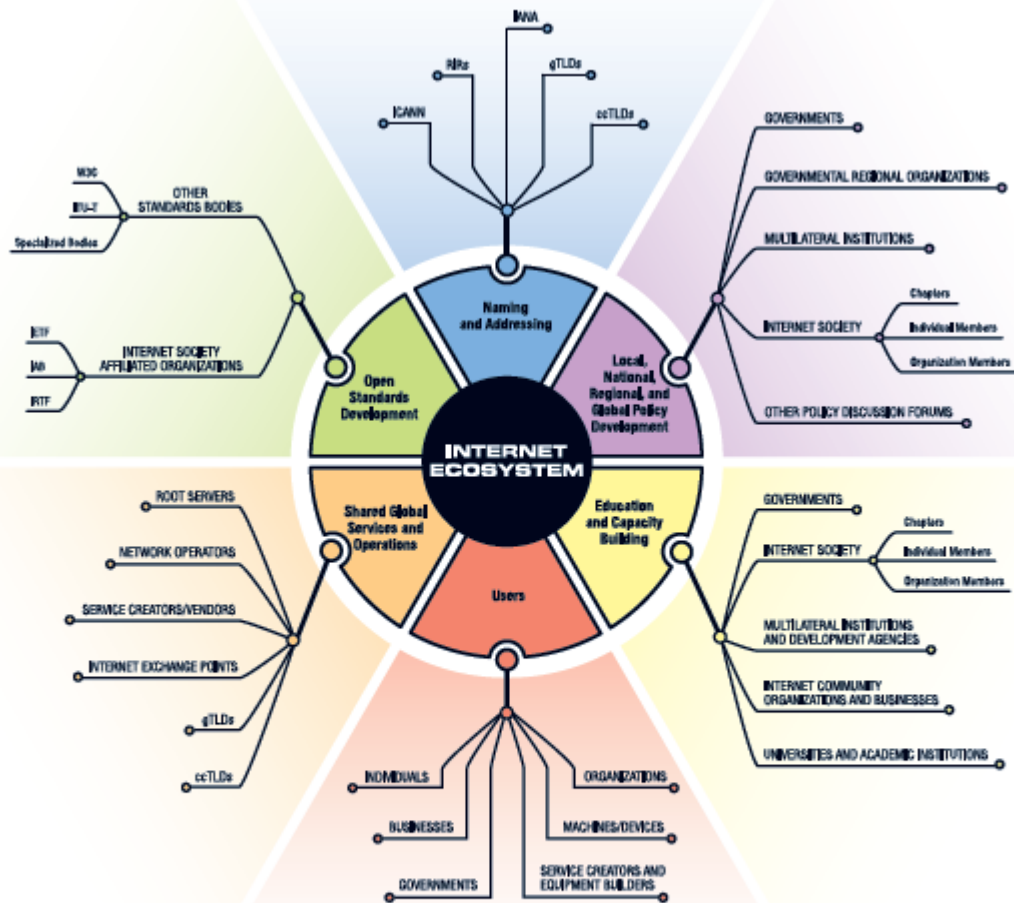 IANA
RIRs
gTLDs
ICANN
ccTLDs
W3C
OTHER
STANDARDS BODIES
ITU-T
Specialized Bodies
IETF
INTERNET SOCIETY
AFFILIATED ORGANIZATIONS
IAB
IRTF
GOVERNMENTS
GOVERNMENTAL REGIONAL ORGANIZATIONS
MULTILATERAL INSTITUTIONS
INTERNET SOCIETY
Chapters
Individual Members
Organization Members
OTHER POLICY DISCUSSION FORUMS
Naming
and Addressing
Open
Standards
Development
Local,
National,
Regional, and
Global Policy
Development
INTERNET
ECOSYSTEM
Shared Global
Services and
Operations
Education
and Capacity
Building
Users
ROOT SERVERS
NETWORK OPERATORS
SERVICE CREATORS/VENDORS
INTERNET EXCHANGE POINTS
gTLDs
ccTLDs
GOVERNMENTS
INTERNET SOCIETY
Chapters
Individual Members
Organization Members
MULTILATERAL INSTITUTIONS
AND DEVELOPMENT AGENCIES
INTERNET COMMUNITY
ORGANIZATIONS AND BUSINESSES
UNIVERSITIES AND ACADEMIC INSTITUTIONS
INDIVIDUALS
ORGANIZATIONS
BUSINESSES
MACHINES/DEVICES
GOVERNMENTS
SERVICE CREATORS AND
EQUIPMENT BUILDERS